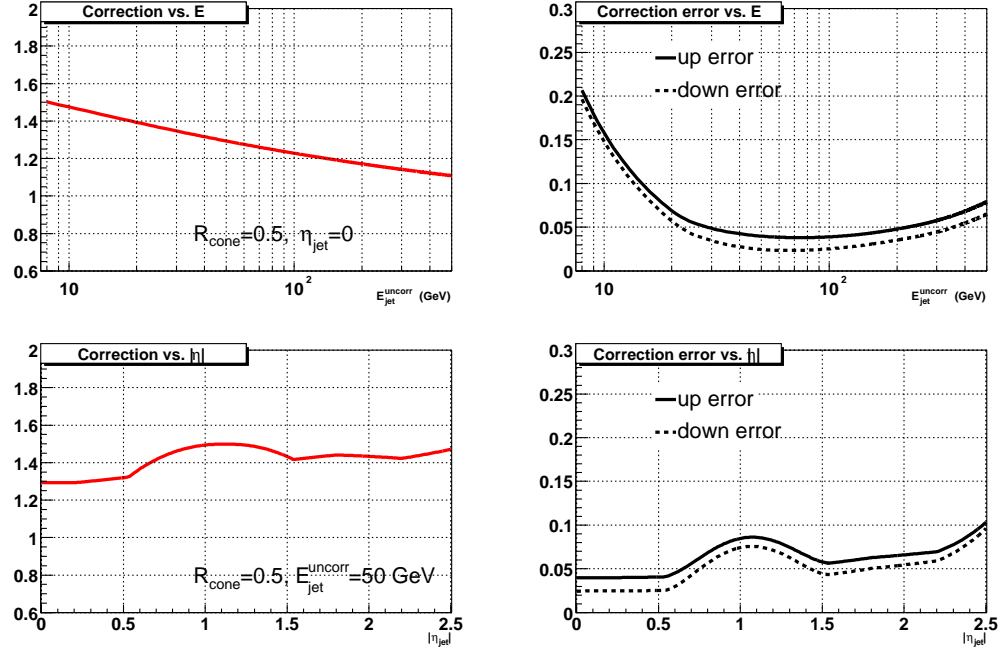 Correction vs. E
2
1.8
1.6
1.4
1.2
1
0.8
0.6
R_cone=0.5, η_jet=0
10
10²
E_jet^uncorr (GeV)
Correction error vs. E
0.3
0.25
0.2
0.15
0.1
0.05
0
up error
down error
10
10²
E_jet^uncorr (GeV)
Correction vs. |η|
2
1.8
1.6
1.4
1.2
1
0.8
0.6
R_cone=0.5, E_jet^uncorr=50 GeV
0 0.5 1 1.5 2 2.5
|η_jet|
Correction error vs. |η|
0.3
0.25
0.2
0.15
0.1
0.05
0
up error
down error
0 0.5 1 1.5 2 2.5
|η_jet|